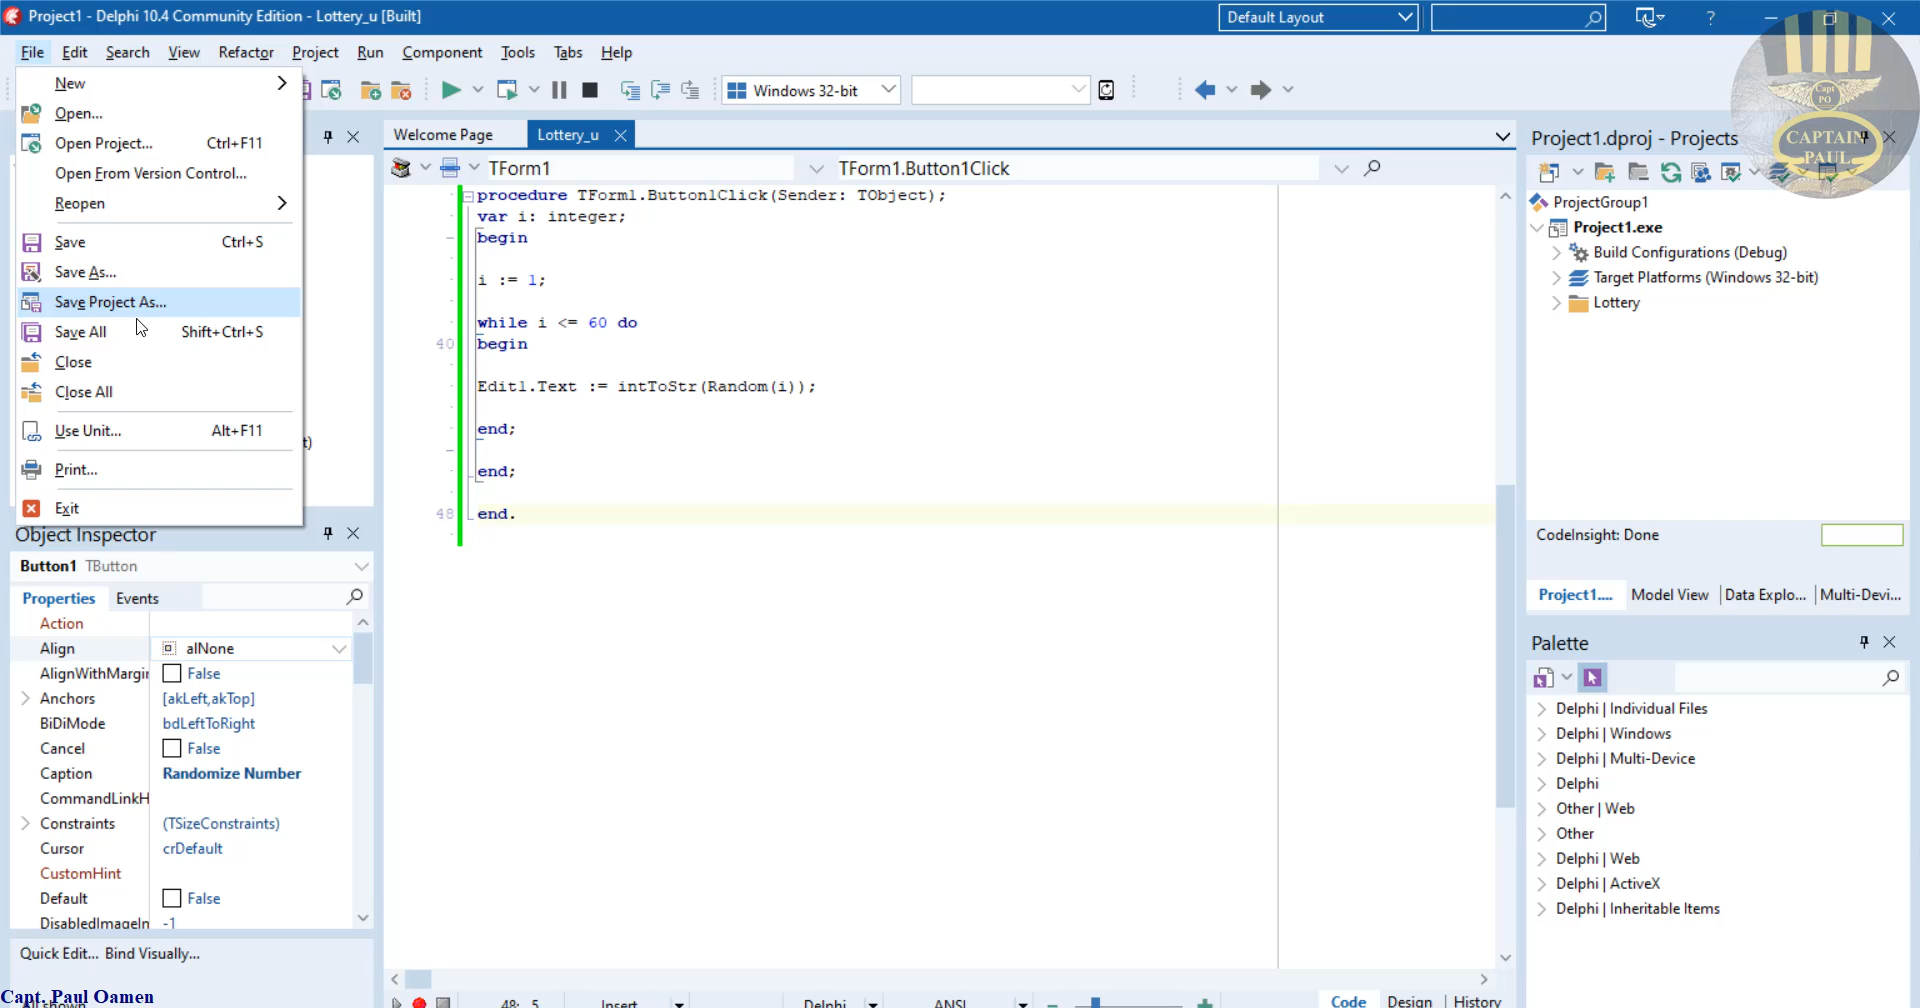 Project1 - Delphi 10.4 Community Edition - Lottery_u [Built]
Default Layout
?
File Edit Search View Refactor Project Run Component Tools Tabs Help
New
Open...
Open Project... Ctrl+F11
Open From Version Control...
Reopen
Save Ctrl+S
Save As...
Save Project As...
Save All Shift+Ctrl+S
Close
Close All
Use Unit... Alt+F11
Print...
Exit
t)
Windows 32-bit
Welcome Page
Lottery_u
TForm1
TForm1.Button1Click
procedure TForm1.Button1Click(Sender: TObject);
var i: integer;
begin
i := 1;
while i <= 60 do
40 begin
Edit1.Text := intToStr(Random(i));
end;
end;
48 end.
Object Inspector
Button1 TButton
Properties Events
Action
Align alNone
AlignWithMargin False
Anchors [akLeft,akTop]
BiDiMode bdLeftToRight
Cancel False
Caption Randomize Number
CommandLinkH
Constraints (TSizeConstraints)
Cursor crDefault
CustomHint
Default False
DisabledImageIn -1
Quick Edit... Bind Visually...
Capt. Paul Oamen
48: 5 Insert Delphi ANSI
Code Design History
Capt
PO
CAPTAIN
PAUL
Project1.dproj - Projects
ProjectGroup1
Project1.exe
Build Configurations (Debug)
Target Platforms (Windows 32-bit)
Lottery
CodeInsight: Done
Project1.... Model View Data Explo... Multi-Devi...
Palette
Delphi | Individual Files
Delphi | Windows
Delphi | Multi-Device
Delphi
Other | Web
Other
Delphi | Web
Delphi | ActiveX
Delphi | Inheritable Items